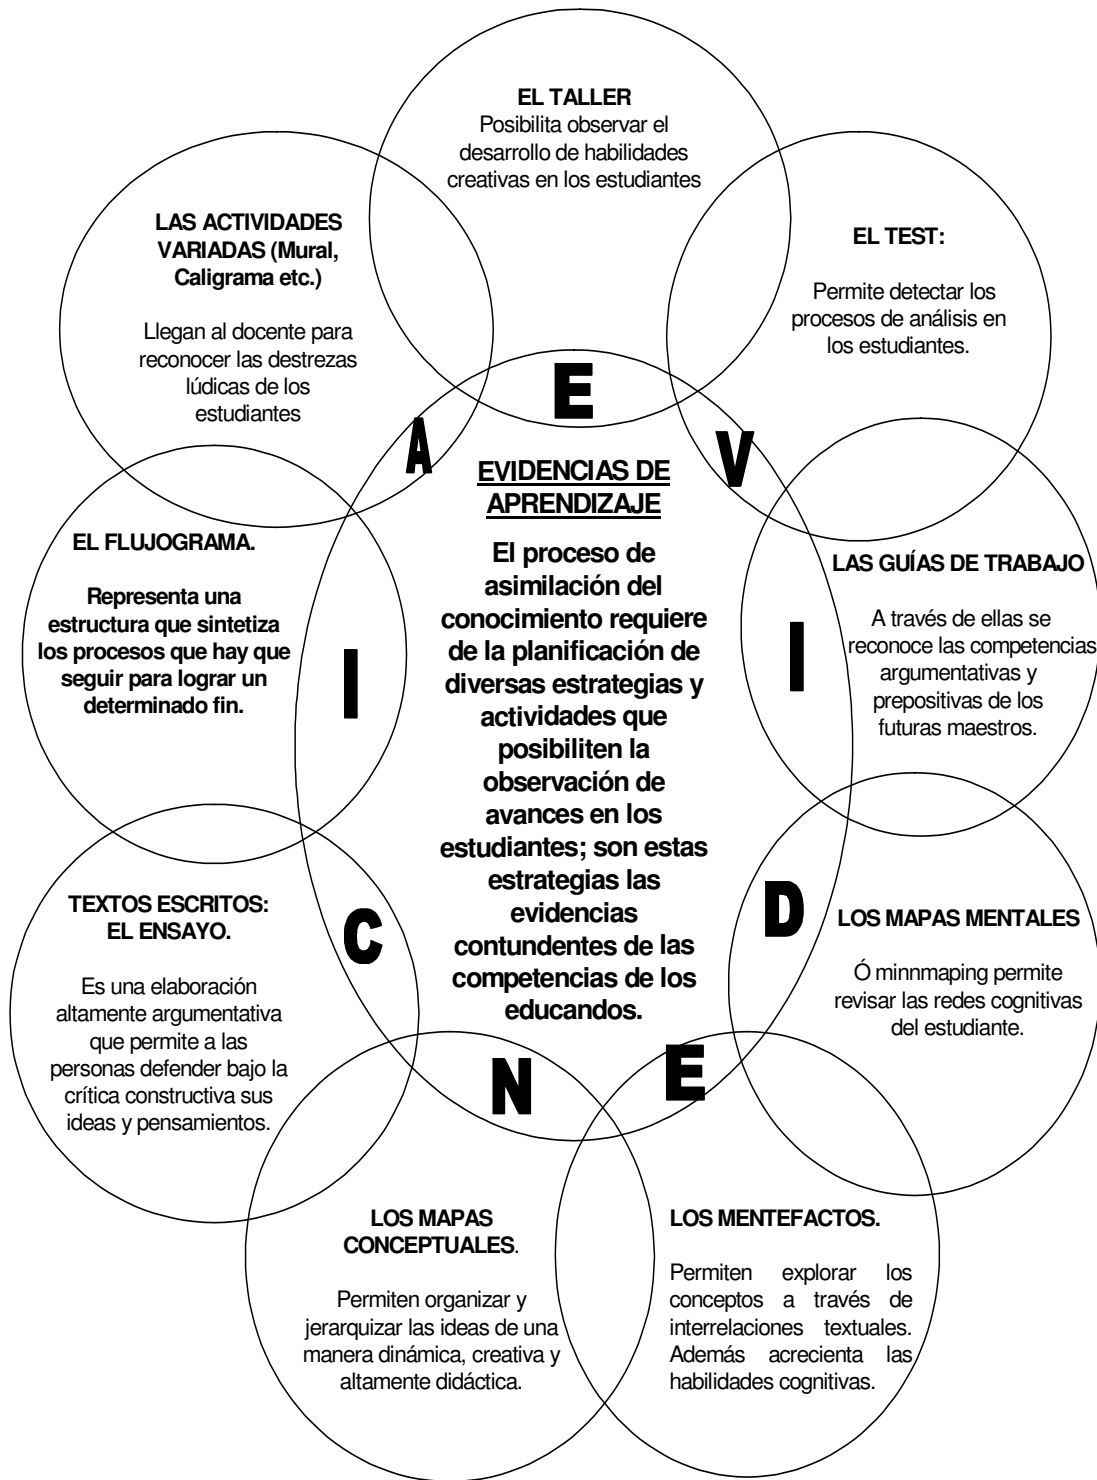 EL TALLER
Posibilita observar el
desarrollo de habilidades
creativas en los estudiantes
LAS ACTIVIDADES
VARIADAS (Mural,
Caligrama etc.)
Llegan al docente para
reconocer las destrezas
lúdicas de los
estudiantes
EL TEST:
Permite detectar los
procesos de análisis en
los estudiantes.
E
V
I
D
E
N
C
I
A
EVIDENCIAS DE
APRENDIZAJE
El proceso de
asimilación del
conocimiento requiere
de la planificación de
diversas estrategias y
actividades que
posibiliten la
observación de
avances en los
estudiantes; son estas
estrategias las
evidencias
contundentes de las
competencias de los
educandos.
EL FLUJOGRAMA.
Representa una
estructura que sintetiza
los procesos que hay que
seguir para lograr un
determinado fin.
LAS GUÍAS DE TRABAJO
A través de ellas se
reconoce las competencias
argumentativas y
prepositivas de los
futuras maestros.
TEXTOS ESCRITOS:
EL ENSAYO.
Es una elaboración
altamente argumentativa
que permite a las
personas defender bajo la
crítica constructiva sus
ideas y pensamientos.
LOS MAPAS MENTALES
Ó minnmaping permite
revisar las redes cognitivas
del estudiante.
LOS MAPAS
CONCEPTUALES.
Permiten organizar y
jerarquizar las ideas de una
manera dinámica, creativa y
altamente didáctica.
LOS MENTEFACTOS.
Permiten explorar los
conceptos a través de
interrelaciones textuales.
Además acrecienta las
habilidades cognitivas.